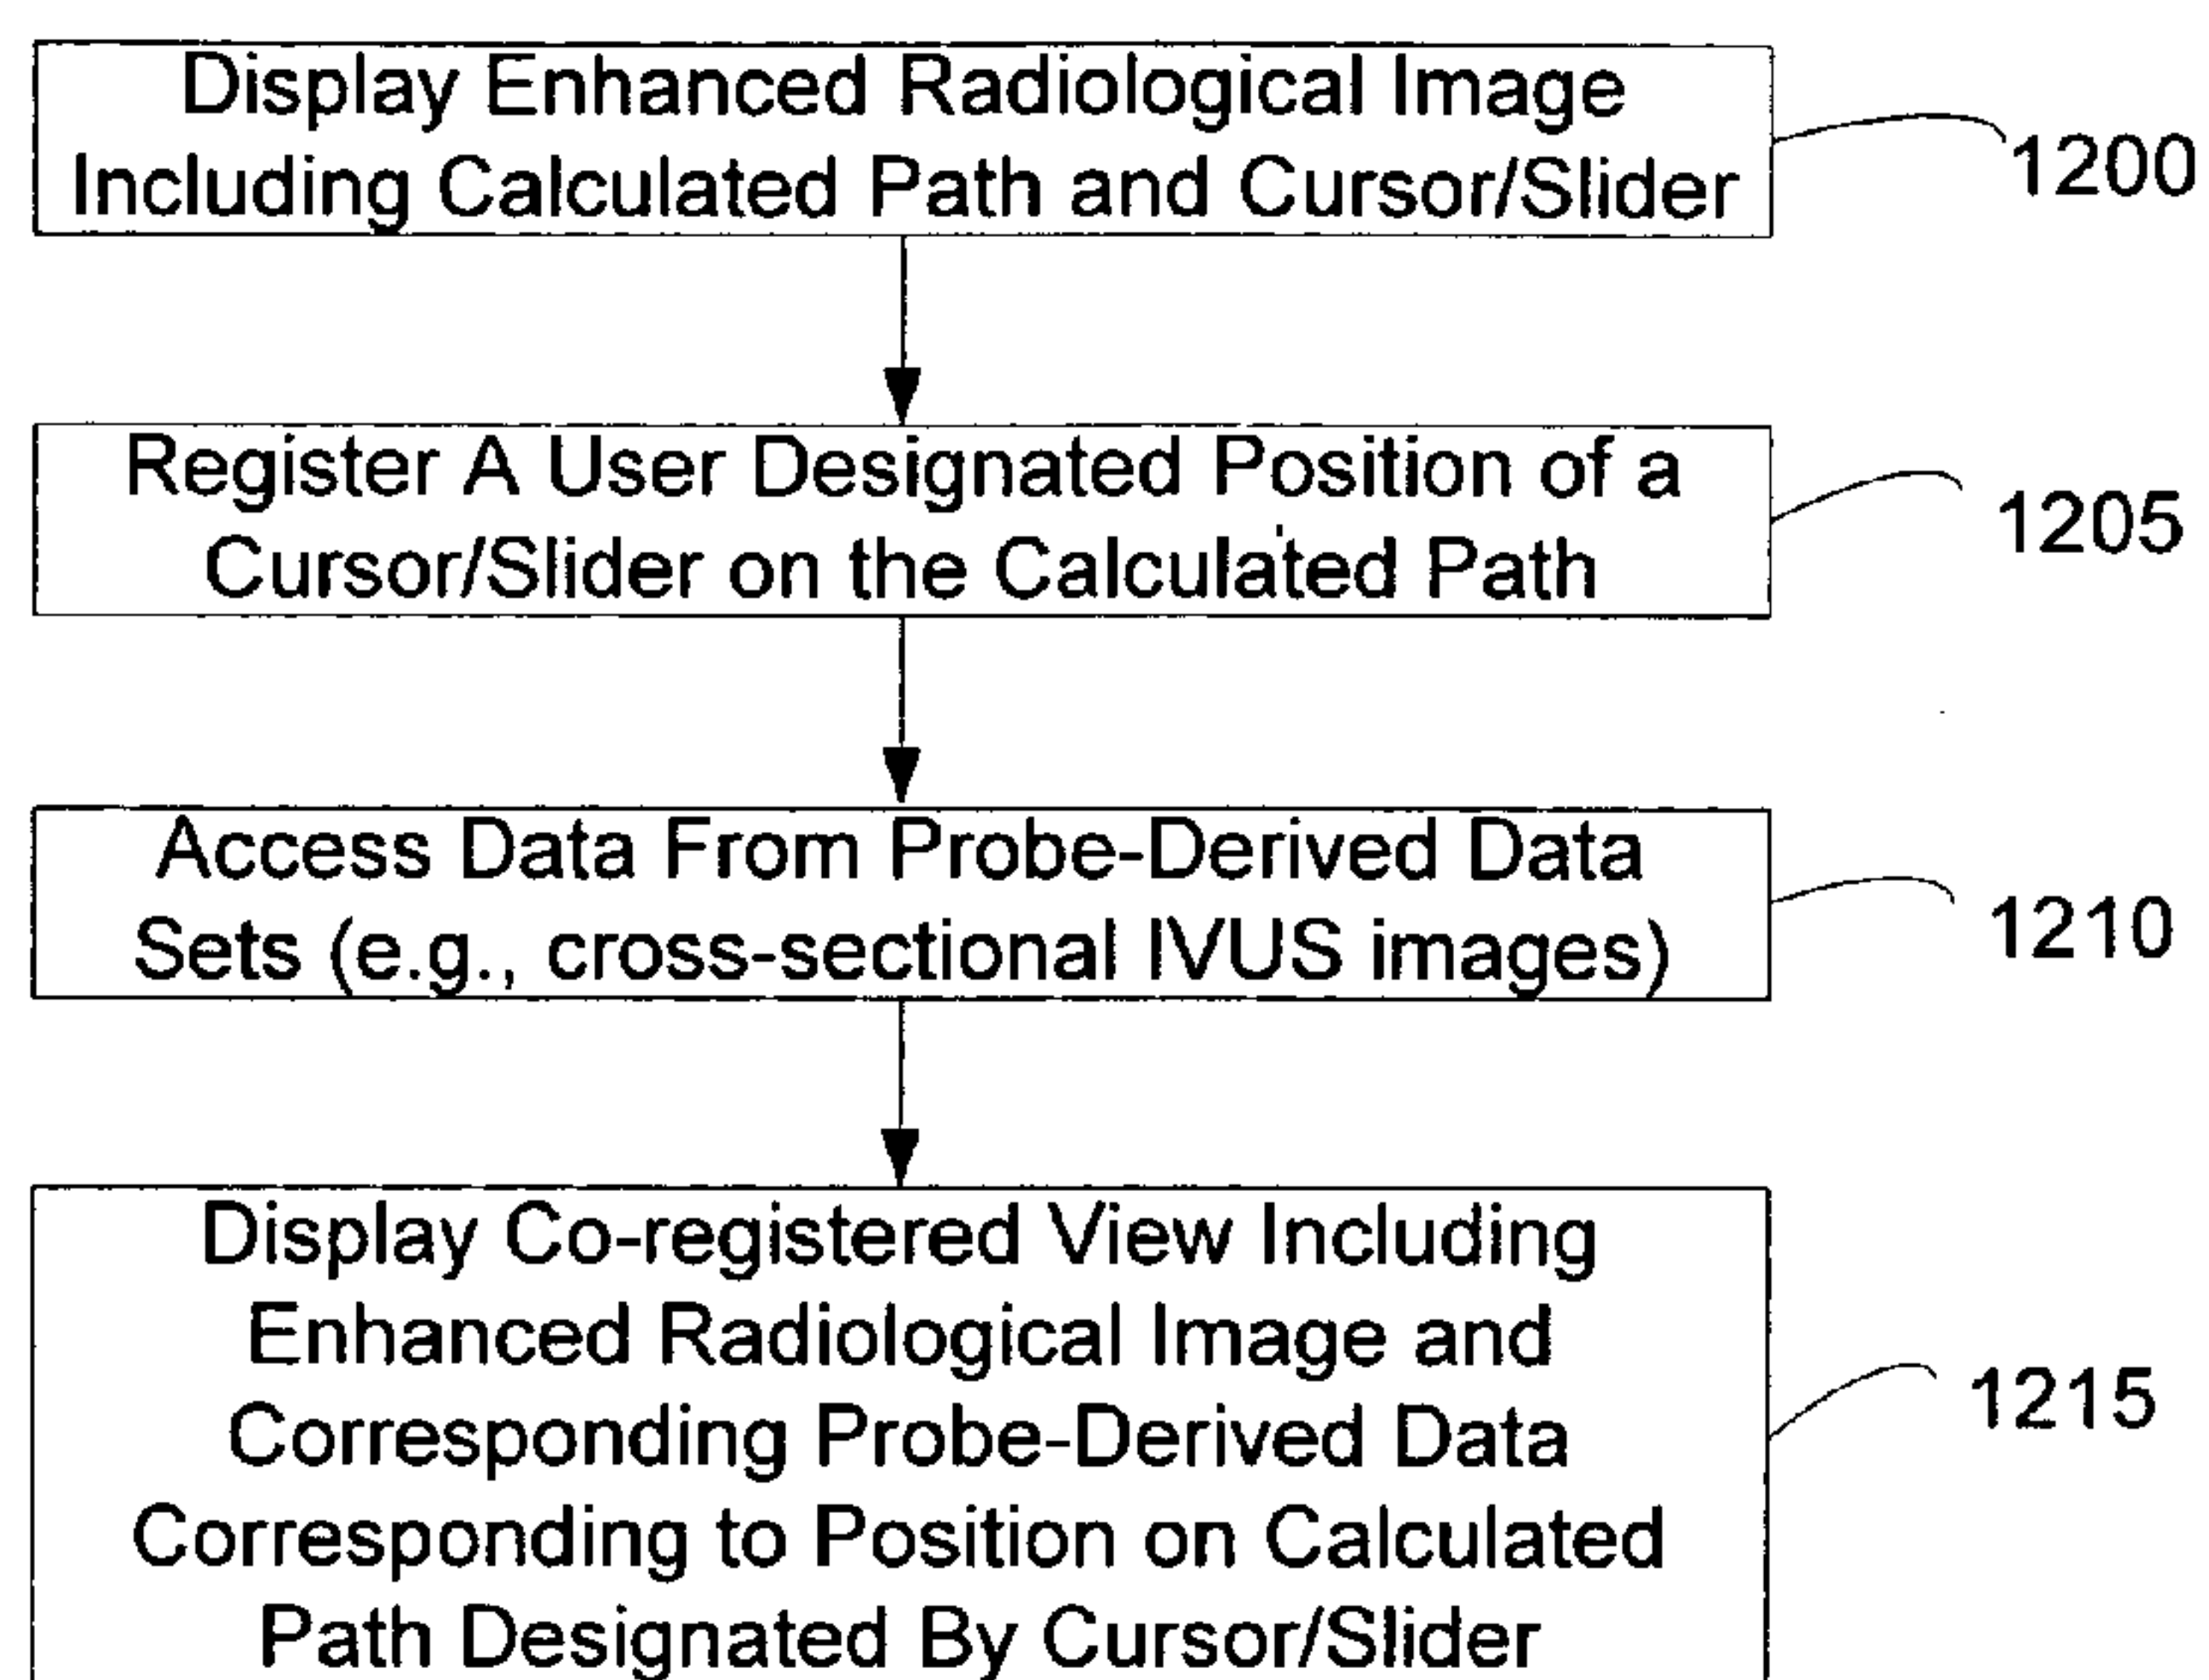 Display Enhanced Radiological Image
Including Calculated Path and Cursor/Slider
1200
Register A User Designated Position of a
Cursor/Slider on the Calculated Path
1205
Access Data From Probe-Derived Data
Sets (e.g., cross-sectional IVUS images)
1210
Display Co-registered View Including
Enhanced Radiological Image and
Corresponding Probe-Derived Data
Corresponding to Position on Calculated
Path Designated By Cursor/Slider
1215